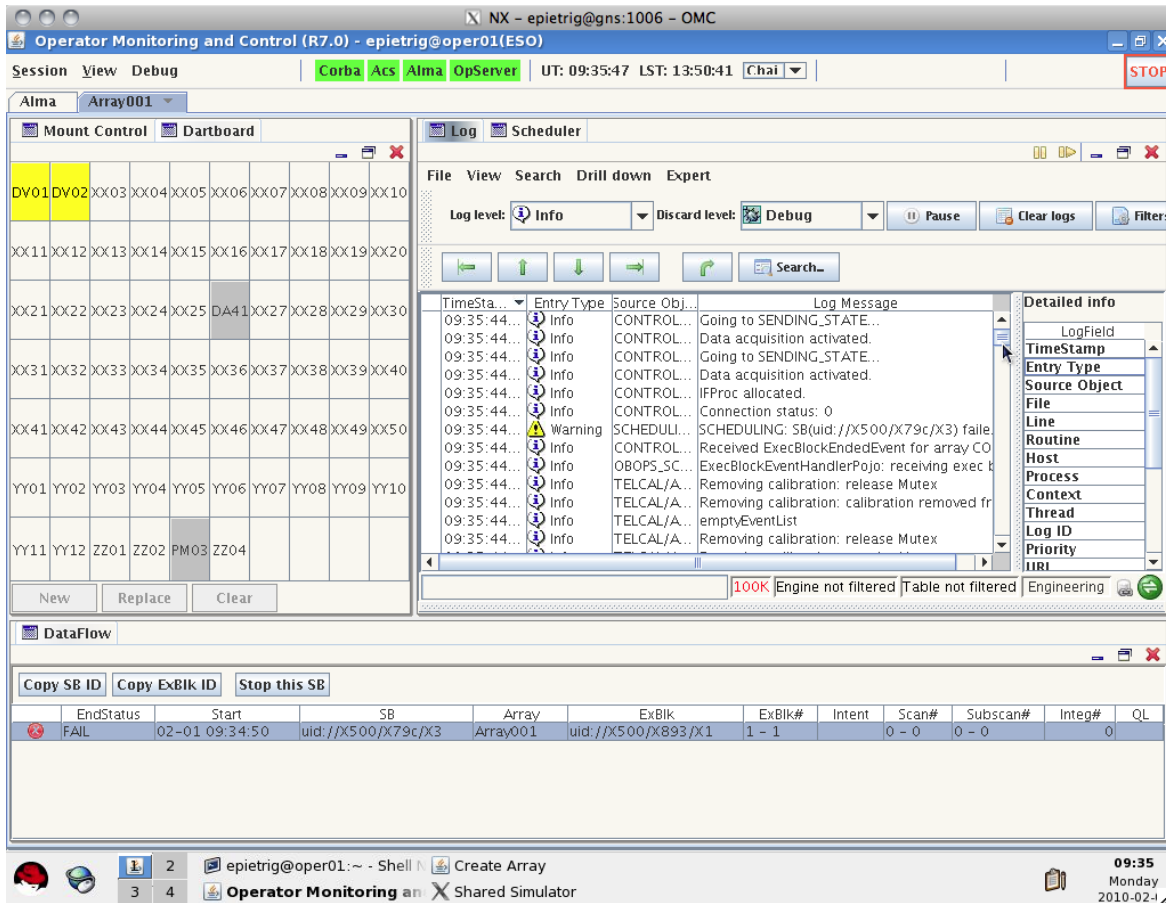 NX – epietrig@gns:1006 – OMC
Operator Monitoring and Control (R7.0) - epietrig@oper01(ESO)
Session View Debug Corba Acs Alma OpServer UT: 09:35:47 LST: 13:50:41 Chai STOP
Alma Array001
Mount Control Dartboard Log Scheduler
File View Search Drill down Expert
Log level: Info Discard level: Debug Pause Clear logs Filter
Search...
DV01 DV02 XX03 XX04 XX05 XX06 XX07 XX08 XX09 XX10
XX11 XX12 XX13 XX14 XX15 XX16 XX17 XX18 XX19 XX20
XX21 XX22 XX23 XX24 XX25 DA41 XX27 XX28 XX29 XX30
XX31 XX32 XX33 XX34 XX35 XX36 XX37 XX38 XX39 XX40
XX41 XX42 XX43 XX44 XX45 XX46 XX47 XX48 XX49 XX50
YY01 YY02 YY03 YY04 YY05 YY06 YY07 YY08 YY09 YY10
YY11 YY12 ZZ01 ZZ02 PM03 ZZ04
New Replace Clear
TimeSta... Entry Type Source Obj... Log Message
09:35:44... Info CONTROL... Going to SENDING_STATE...
09:35:44... Info CONTROL... Data acquisition activated.
09:35:44... Info CONTROL... Going to SENDING_STATE...
09:35:44... Info CONTROL... Data acquisition activated.
09:35:44... Info CONTROL... IFProc allocated.
09:35:44... Info CONTROL... Connection status: 0
09:35:44... Warning SCHEDULI... SCHEDULING: SB(uid://X500/X79c/X3) faile
09:35:44... Info CONTROL... Received ExecBlockEndedEvent for array CO
09:35:44... Info OBOPS_SC... ExecBlockEventHandlerPojo: receiving exec
09:35:44... Info TELCAL/A... Removing calibration: release Mutex
09:35:44... Info TELCAL/A... Removing calibration: calibration removed fr
09:35:44... Info TELCAL/A... emptyEventList
09:35:44... Info TELCAL/A... Removing calibration: release Mutex
Detailed info
LogField
TimeStamp
Entry Type
Source Object
File
Line
Routine
Host
Process
Context
Thread
Log ID
Priority
URI
100K Engine not filtered Table not filtered Engineering
DataFlow
Copy SB ID Copy ExBlk ID Stop this SB
EndStatus Start SB Array ExBlk ExBlk# Intent Scan# Subscan# Integ# QL
FAIL 02-01 09:34:50 uid://X500/X79c/X3 Array001 uid://X500/X893/X1 1 - 1 0 - 0 0 - 0 0
1 2 epietrig@oper01:~ - Shell Create Array 09:35
Monday
3 4 Operator Monitoring an Shared Simulator 2010-02-